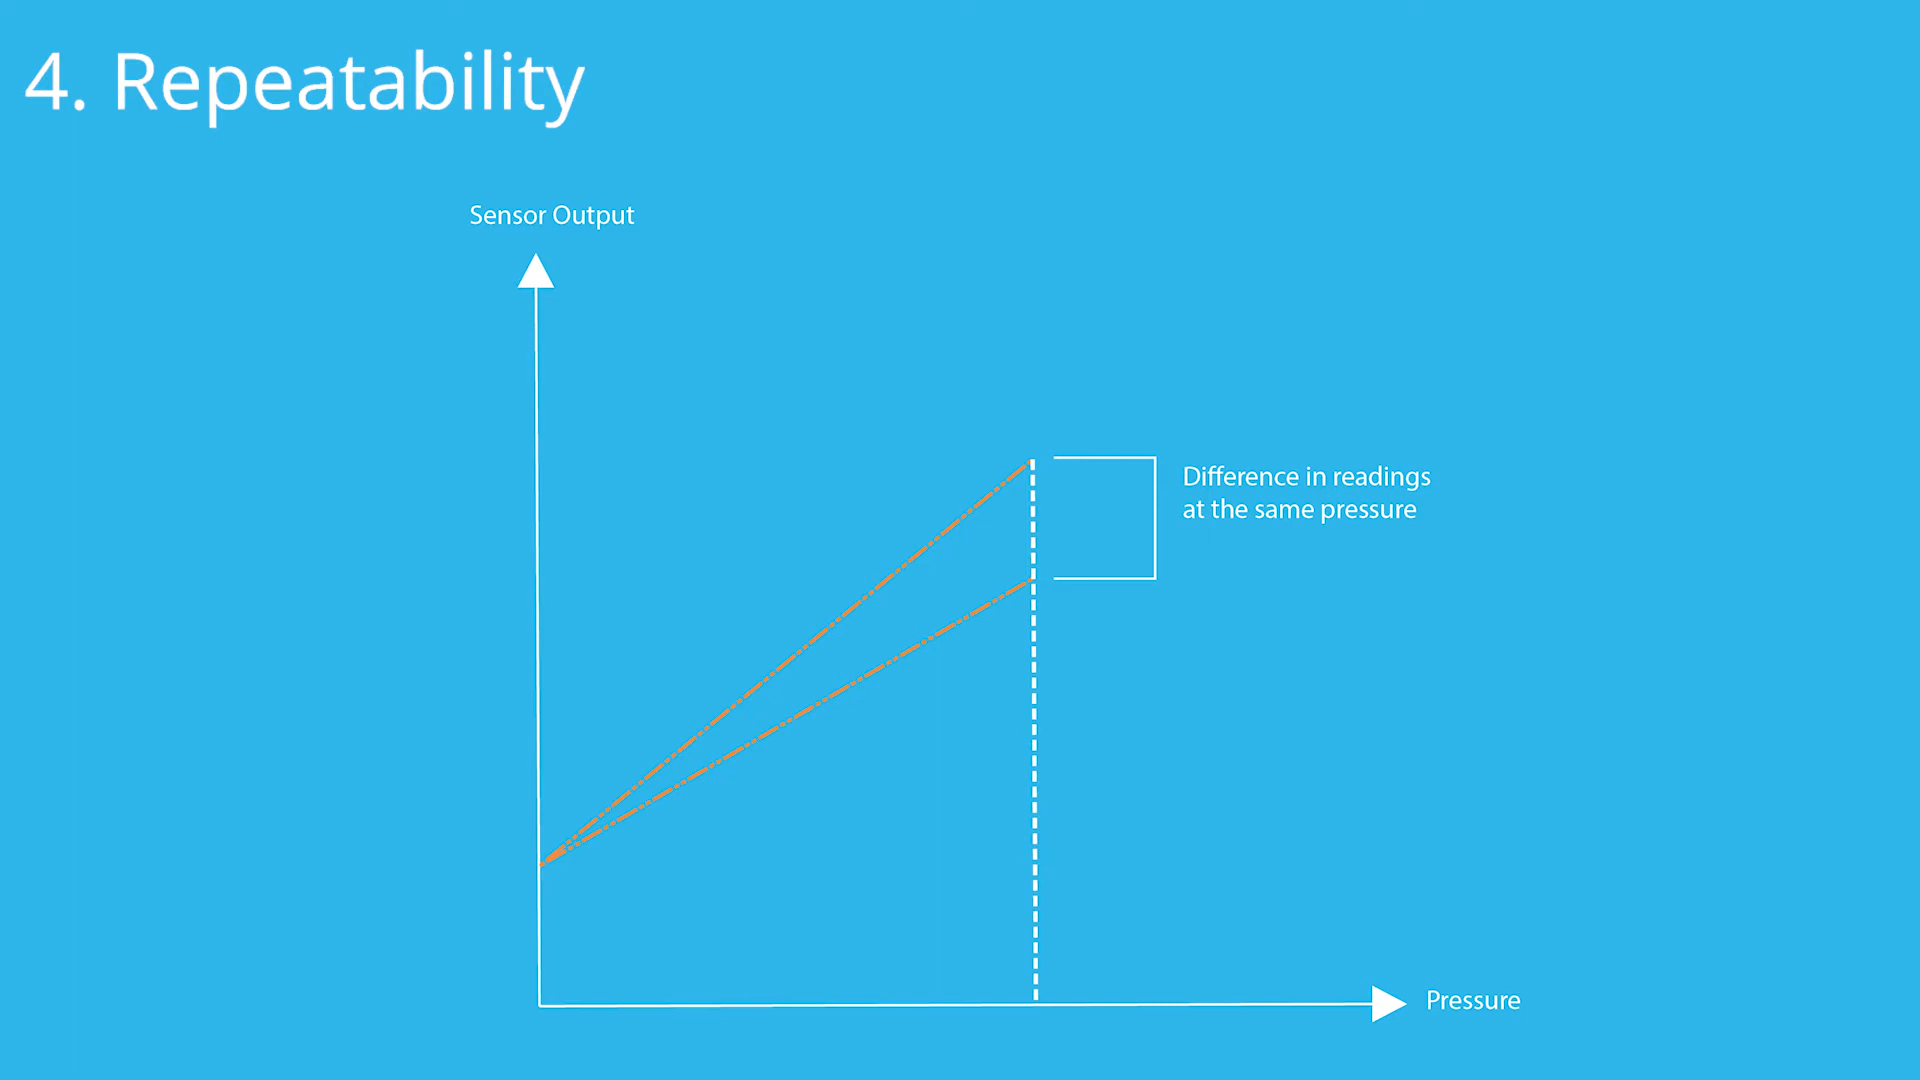 4. Repeatability
Sensor Output
Difference in readings
at the same pressure
Pressure